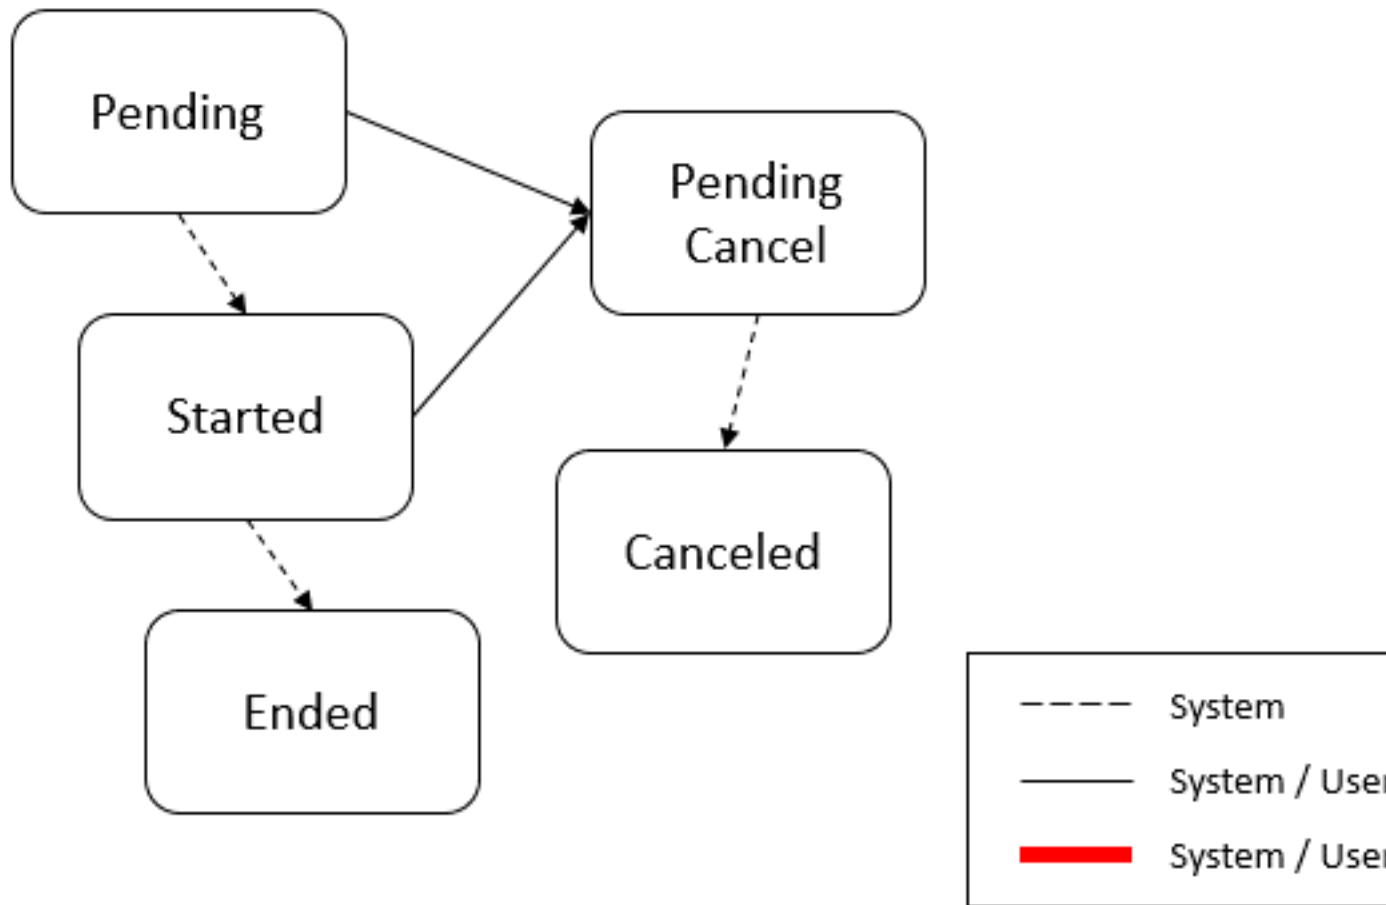 Pending
Pending
Cancel
Started
Canceled
Ended
System
System / User
System / User